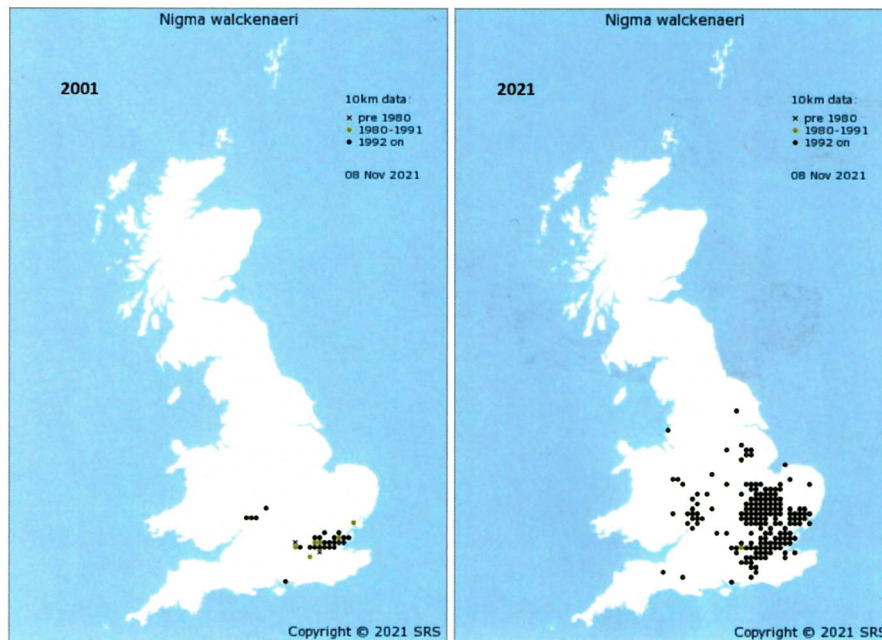 Nigma walckenaeri
2001
10km data:
× pre 1980
● 1980-1991
● 1992 on
08 Nov 2021
Copyright © 2021 SRS
Nigma walckenaeri
2021
10km data:
× pre 1980
● 1980-1991
● 1992 on
08 Nov 2021
Copyright © 2021 SRS